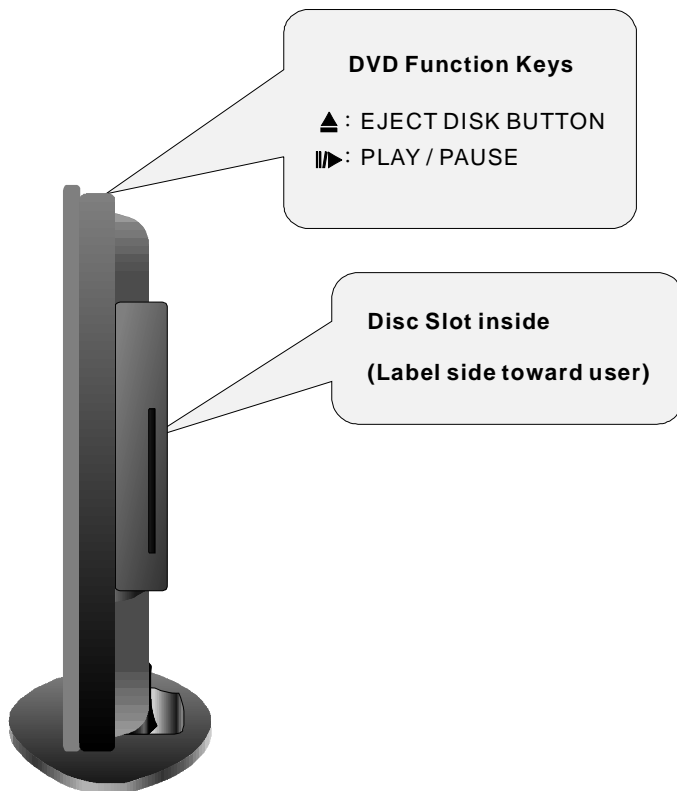 DVD Function Keys
⏏: EJECT DISK BUTTON
II/▶: PLAY / PAUSE
Disc Slot inside
(Label side toward user)